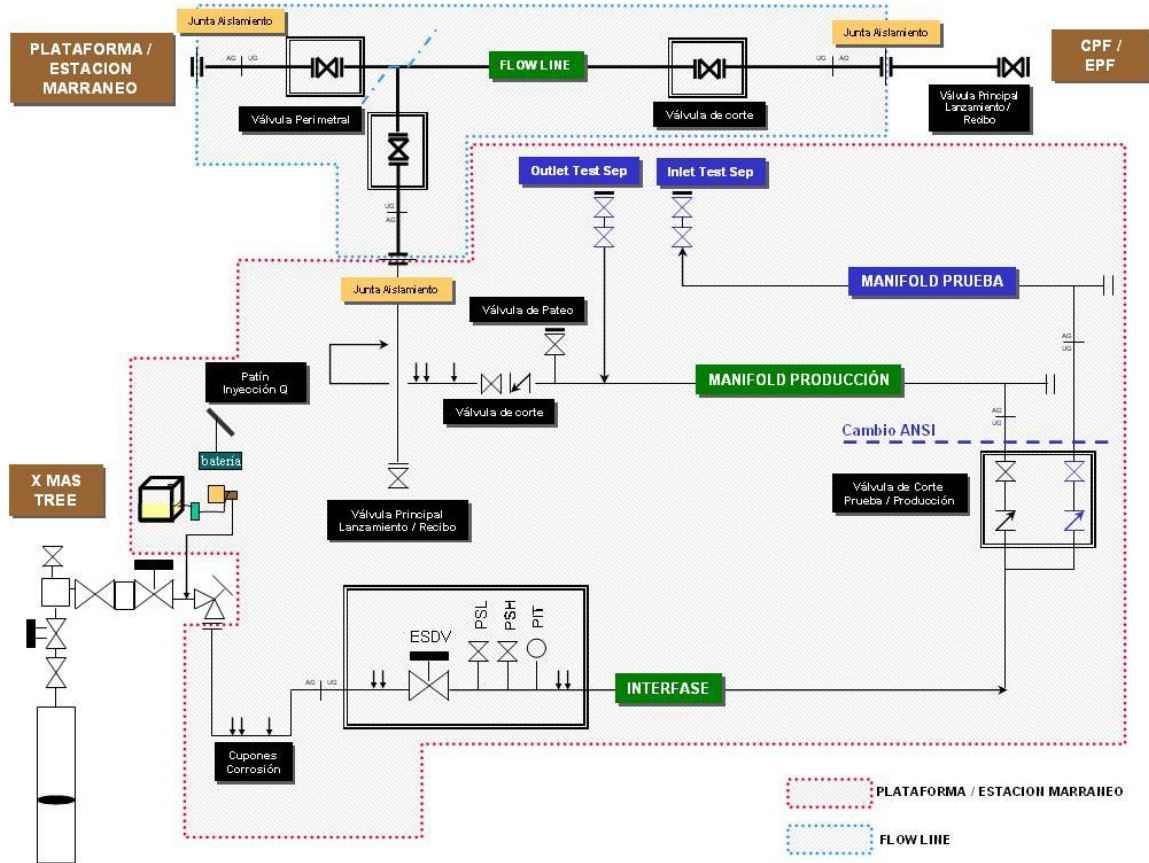 Junta Aislamiento
PLATAFORMA /
ESTACION
MARRANEO
AG UG
FLOW LINE
Junta Aislamiento
UG AG
CPF /
EPF
Válvula Perimetral
Válvula de corte
Válvula Principal
Lanzamiento /
Recibo
Outlet Test Sep
Inlet Test Sep
UG
AG
Junta Aislamiento
MANIFOLD PRUEBA
Válvula de Pateo
AG
UG
Patín
Inyección Q
MANIFOLD PRODUCCIÓN
Válvula de corte
AG
UG
Cambio ANSI
batería
X MAS
TREE
Válvula Principal
Lanzamiento / Recibo
Válvula de Corte
Prueba / Producción
ESDV
PSL
PSH
PIT
AG UG
INTERFASE
Cupones
Corrosión
PLATAFORMA / ESTACION MARRANEO
FLOW LINE